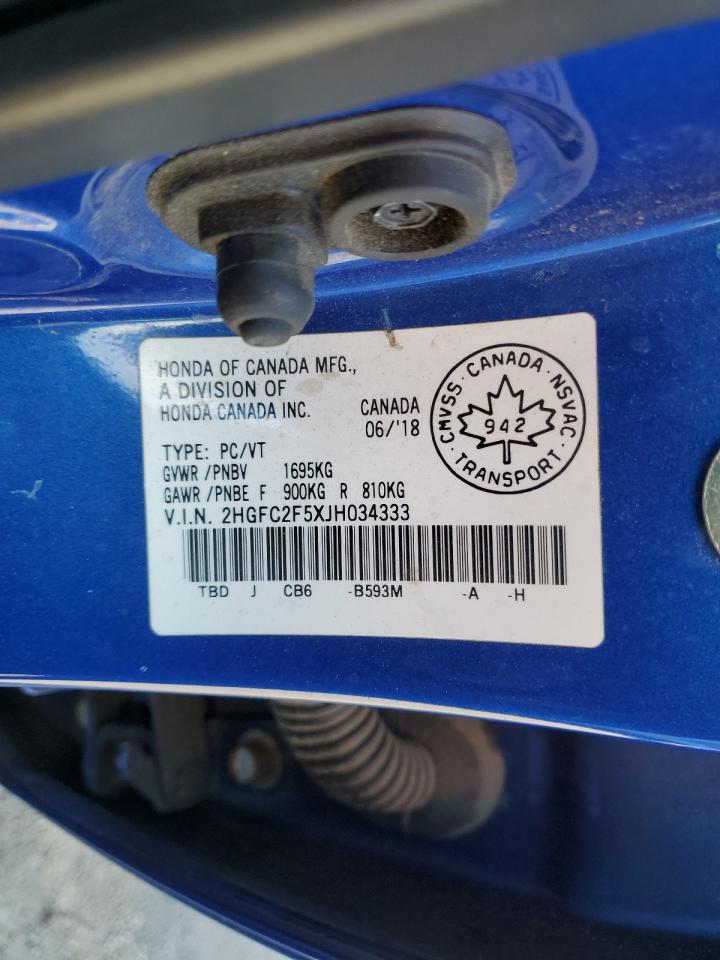 HONDA OF CANADA MFG.,
A DIVISION OF
HONDA CANADA INC.
CANADA
06/'18
CMVSS · CANADA · NSVAC · TRANSPORT ·
942
TYPE: PC/VT
GVWR /PNBV 1695KG
GAWR /PNBE F 900KG R 810KG
V.I.N. 2HGFC2F5XJH034333
TBD J CB6 -B593M -A -H